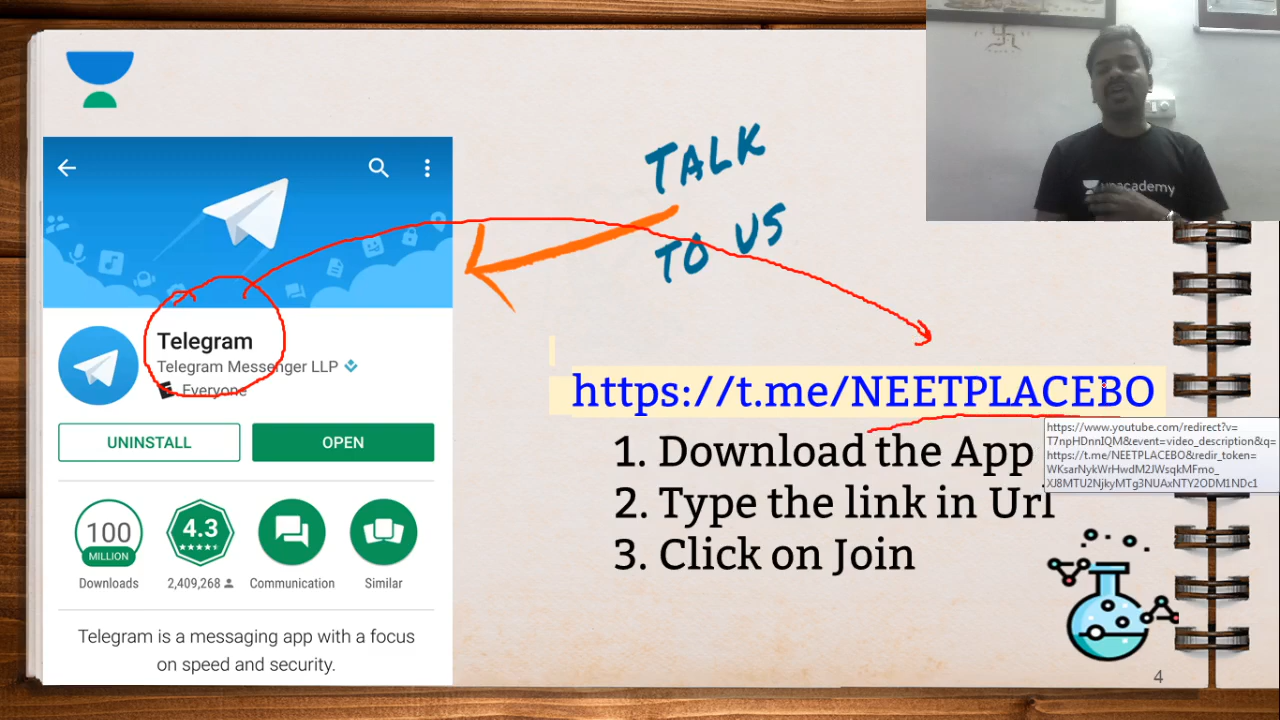 TALK
TO US
unacademy
Telegram
Telegram Messenger LLP
Everyone
UNINSTALL
OPEN
100
MILLION
Downloads
4.3
2,409,268
Communication
Similar
Telegram is a messaging app with a focus
on speed and security.
https://t.me/NEETPLACEBO
1. Download the App
2. Type the link in Url
3. Click on Join
https://www.youtube.com/redirect?v=
T7npHDnnIQM&event=video_description&q=
https://t.me/NEETPLACEBO&redir_token=
WKsarNykWrHwdM2JWsqkMFmo_
XJ8MTU2NjkyMTg3NUAxNTY2ODM1NDc1
4